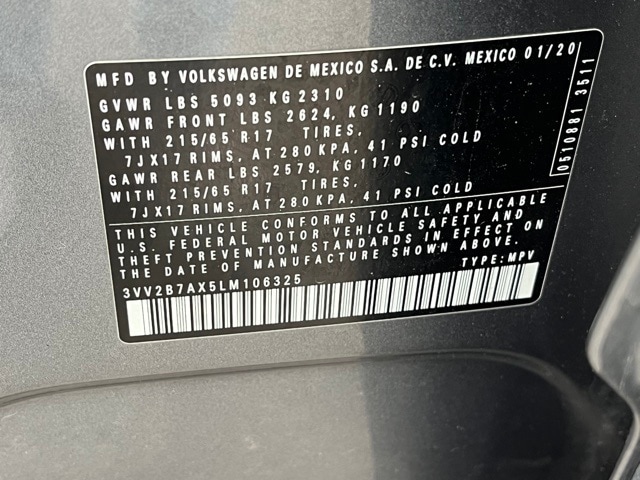 MFD BY VOLKSWAGEN DE MEXICO S.A. DE C.V. MEXICO 01/20
GVWR LBS 5093 KG 2310
GAWR FRONT LBS 2624, KG 1190
WITH 215/65 R17 TIRES,
7JX17 RIMS, AT 280 KPA, 41 PSI COLD
GAWR REAR LBS 2579, KG 1170
WITH 215/65 R17 TIRES,
7JX17 RIMS, AT 280 KPA, 41 PSI COLD
THIS VEHICLE CONFORMS TO ALL APPLICABLE
U.S. FEDERAL MOTOR VEHICLE SAFETY AND
THEFT PREVENTION STANDARDS IN EFFECT ON
THE DATE OF MANUFACTURE SHOWN ABOVE.
3VV2B7AX5LM106325 TYPE: MPV
0510881 3511